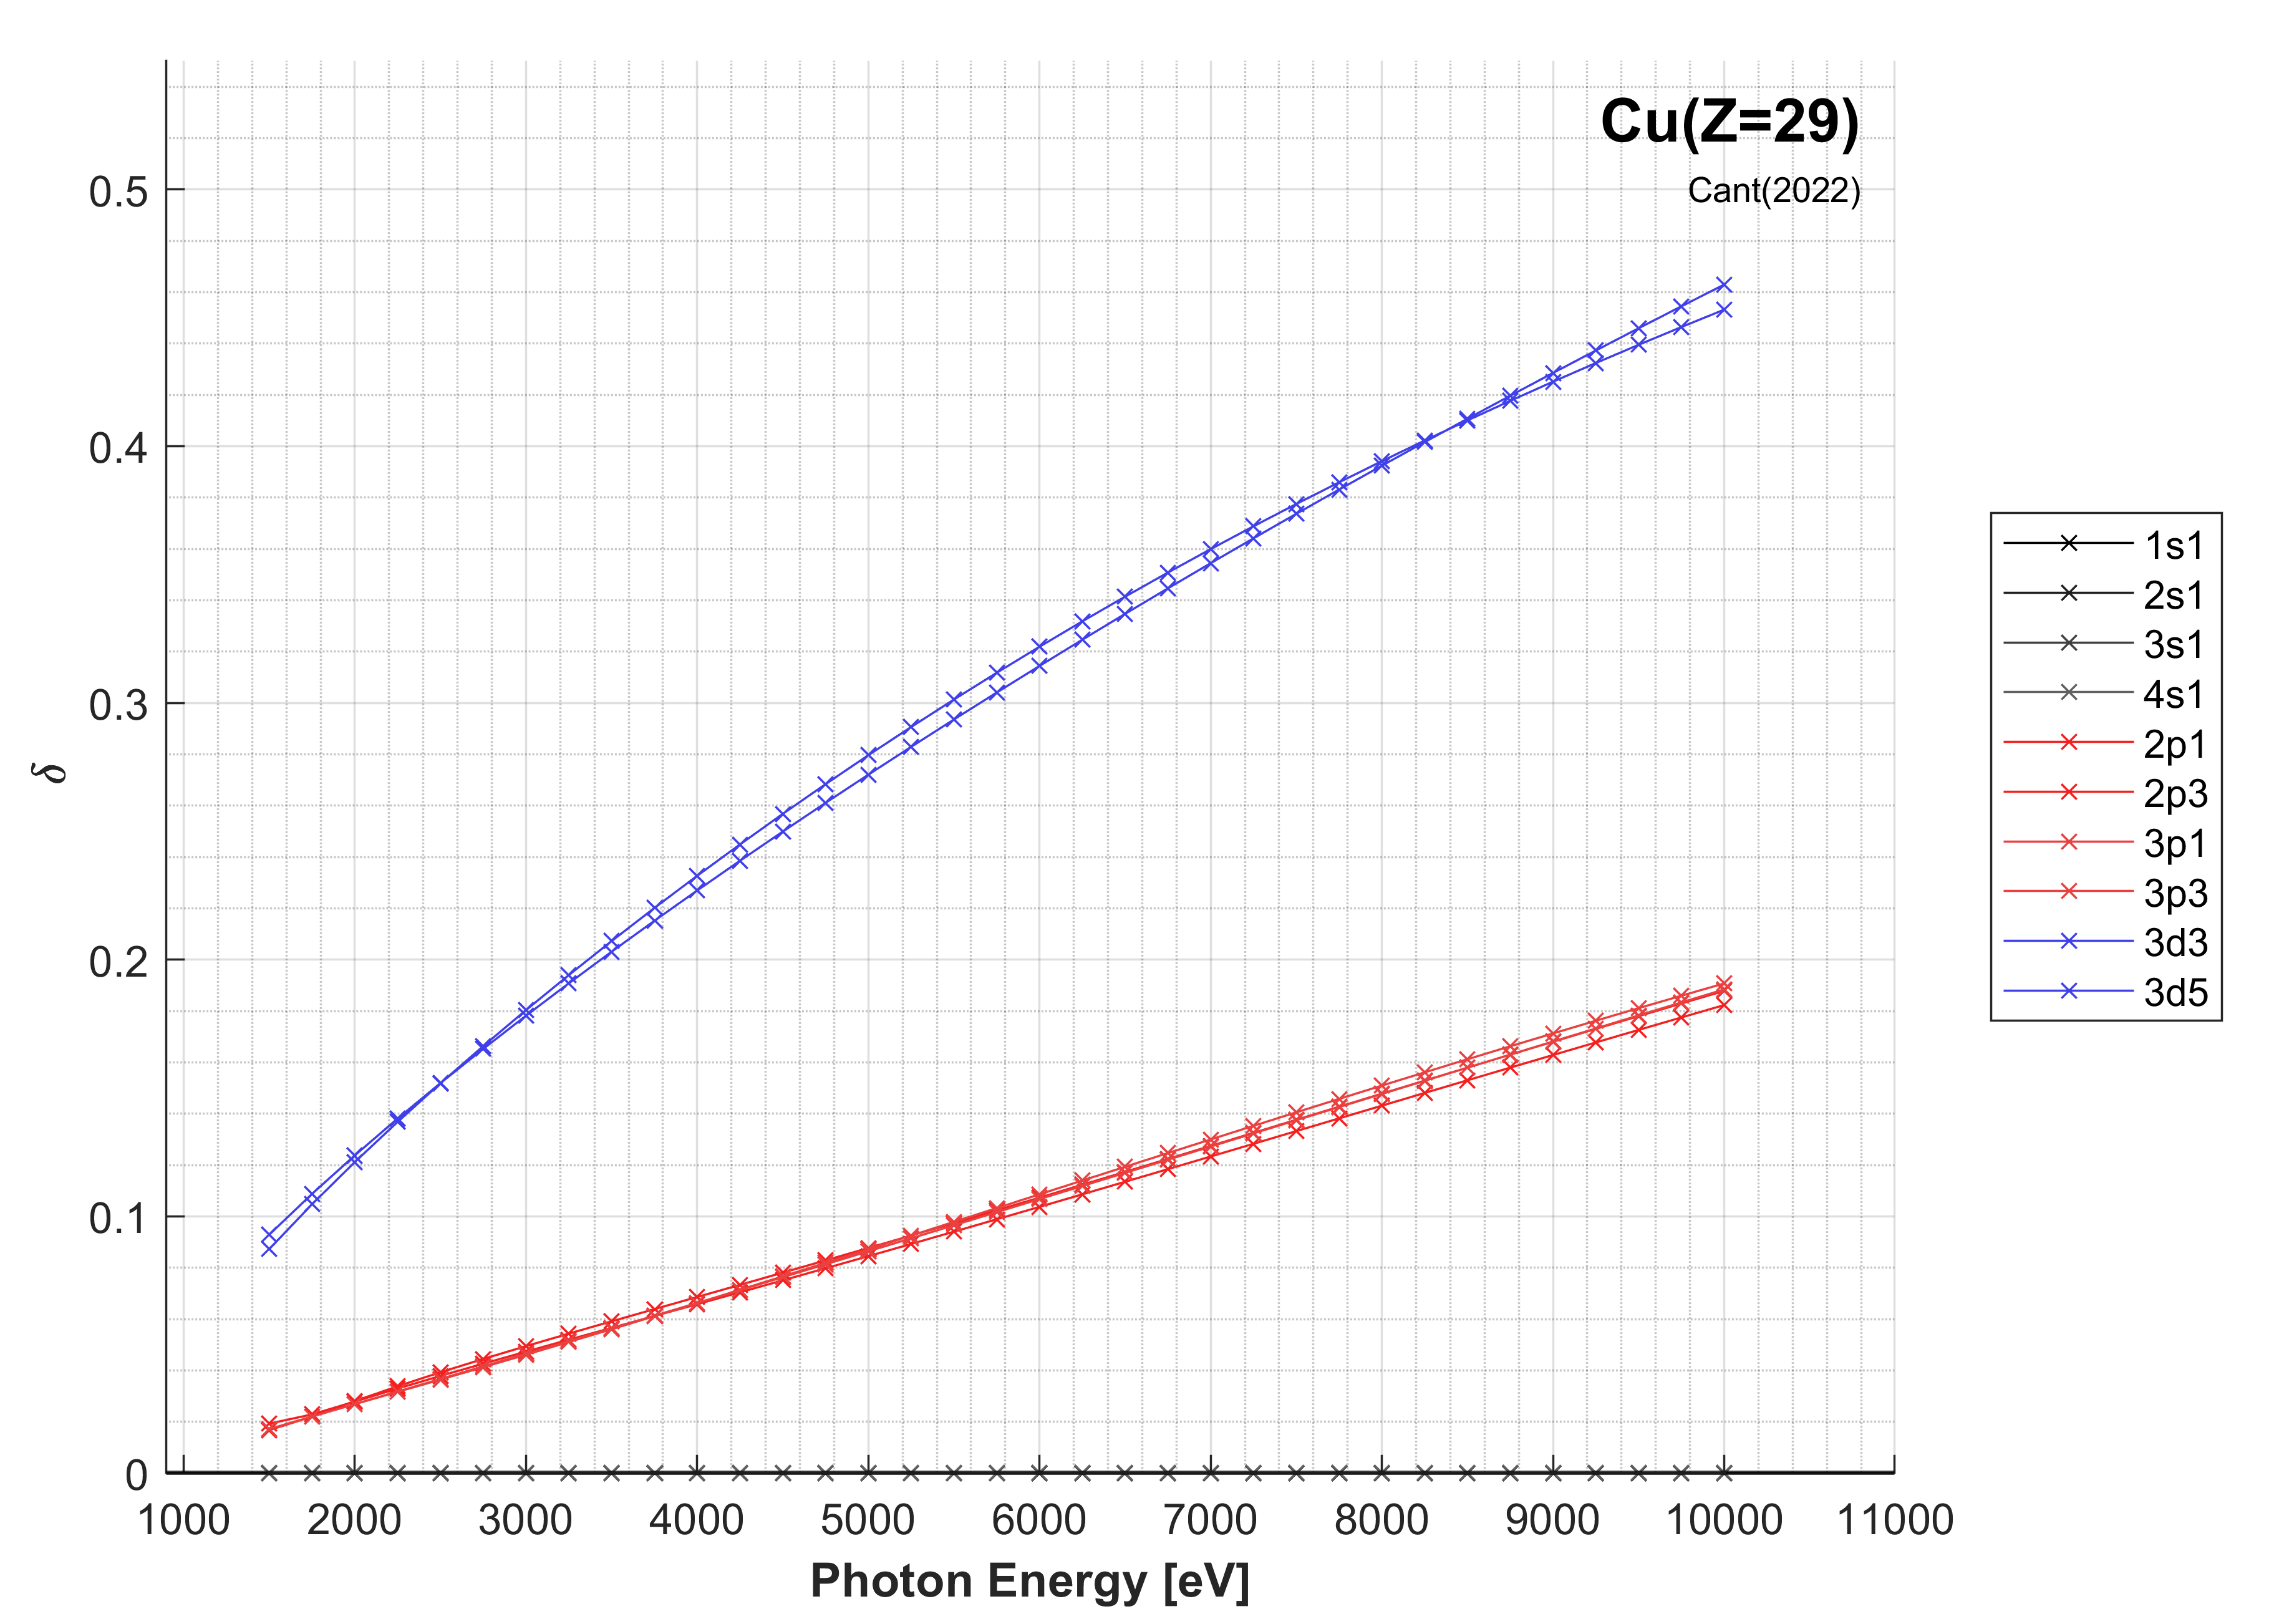 Cu(Z=29)
Cant(2022)
0.5
0.4
0.3
0.2
0.1
0
δ
1000 2000 3000 4000 5000 6000 7000 8000 9000 10000 11000
Photon Energy [eV]
1s1
2s1
3s1
4s1
2p1
2p3
3p1
3p3
3d3
3d5